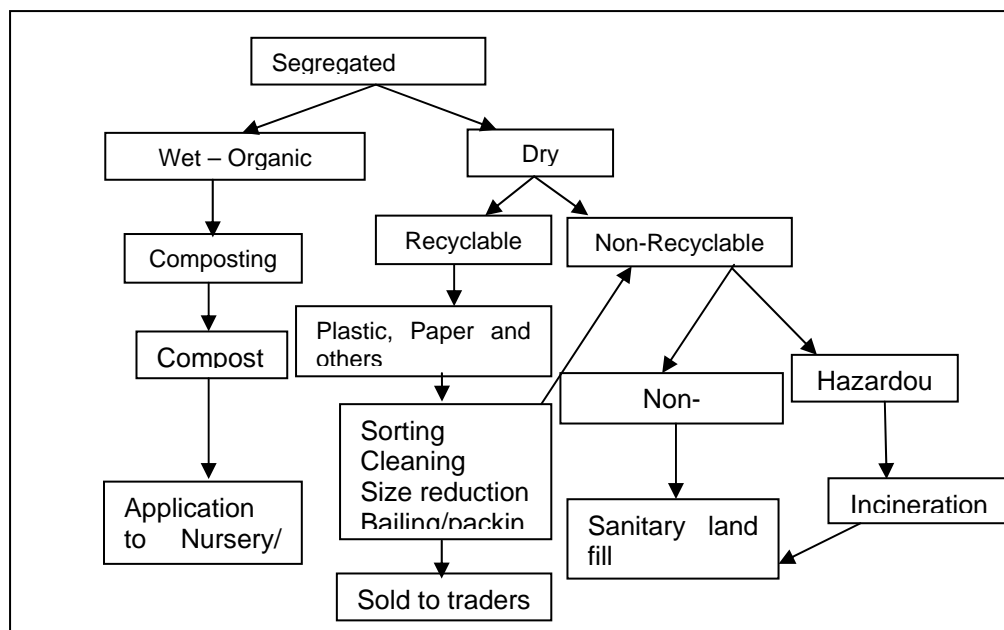 Segregated
Wet – Organic
Dry
Composting
Recyclable
Non-Recyclable
Compost
Plastic, Paper and
others
Non-
Hazardou
Sorting
Cleaning
Size reduction
Bailing/packin
Application
to Nursery/
Sanitary land
fill
Incineration
Sold to traders